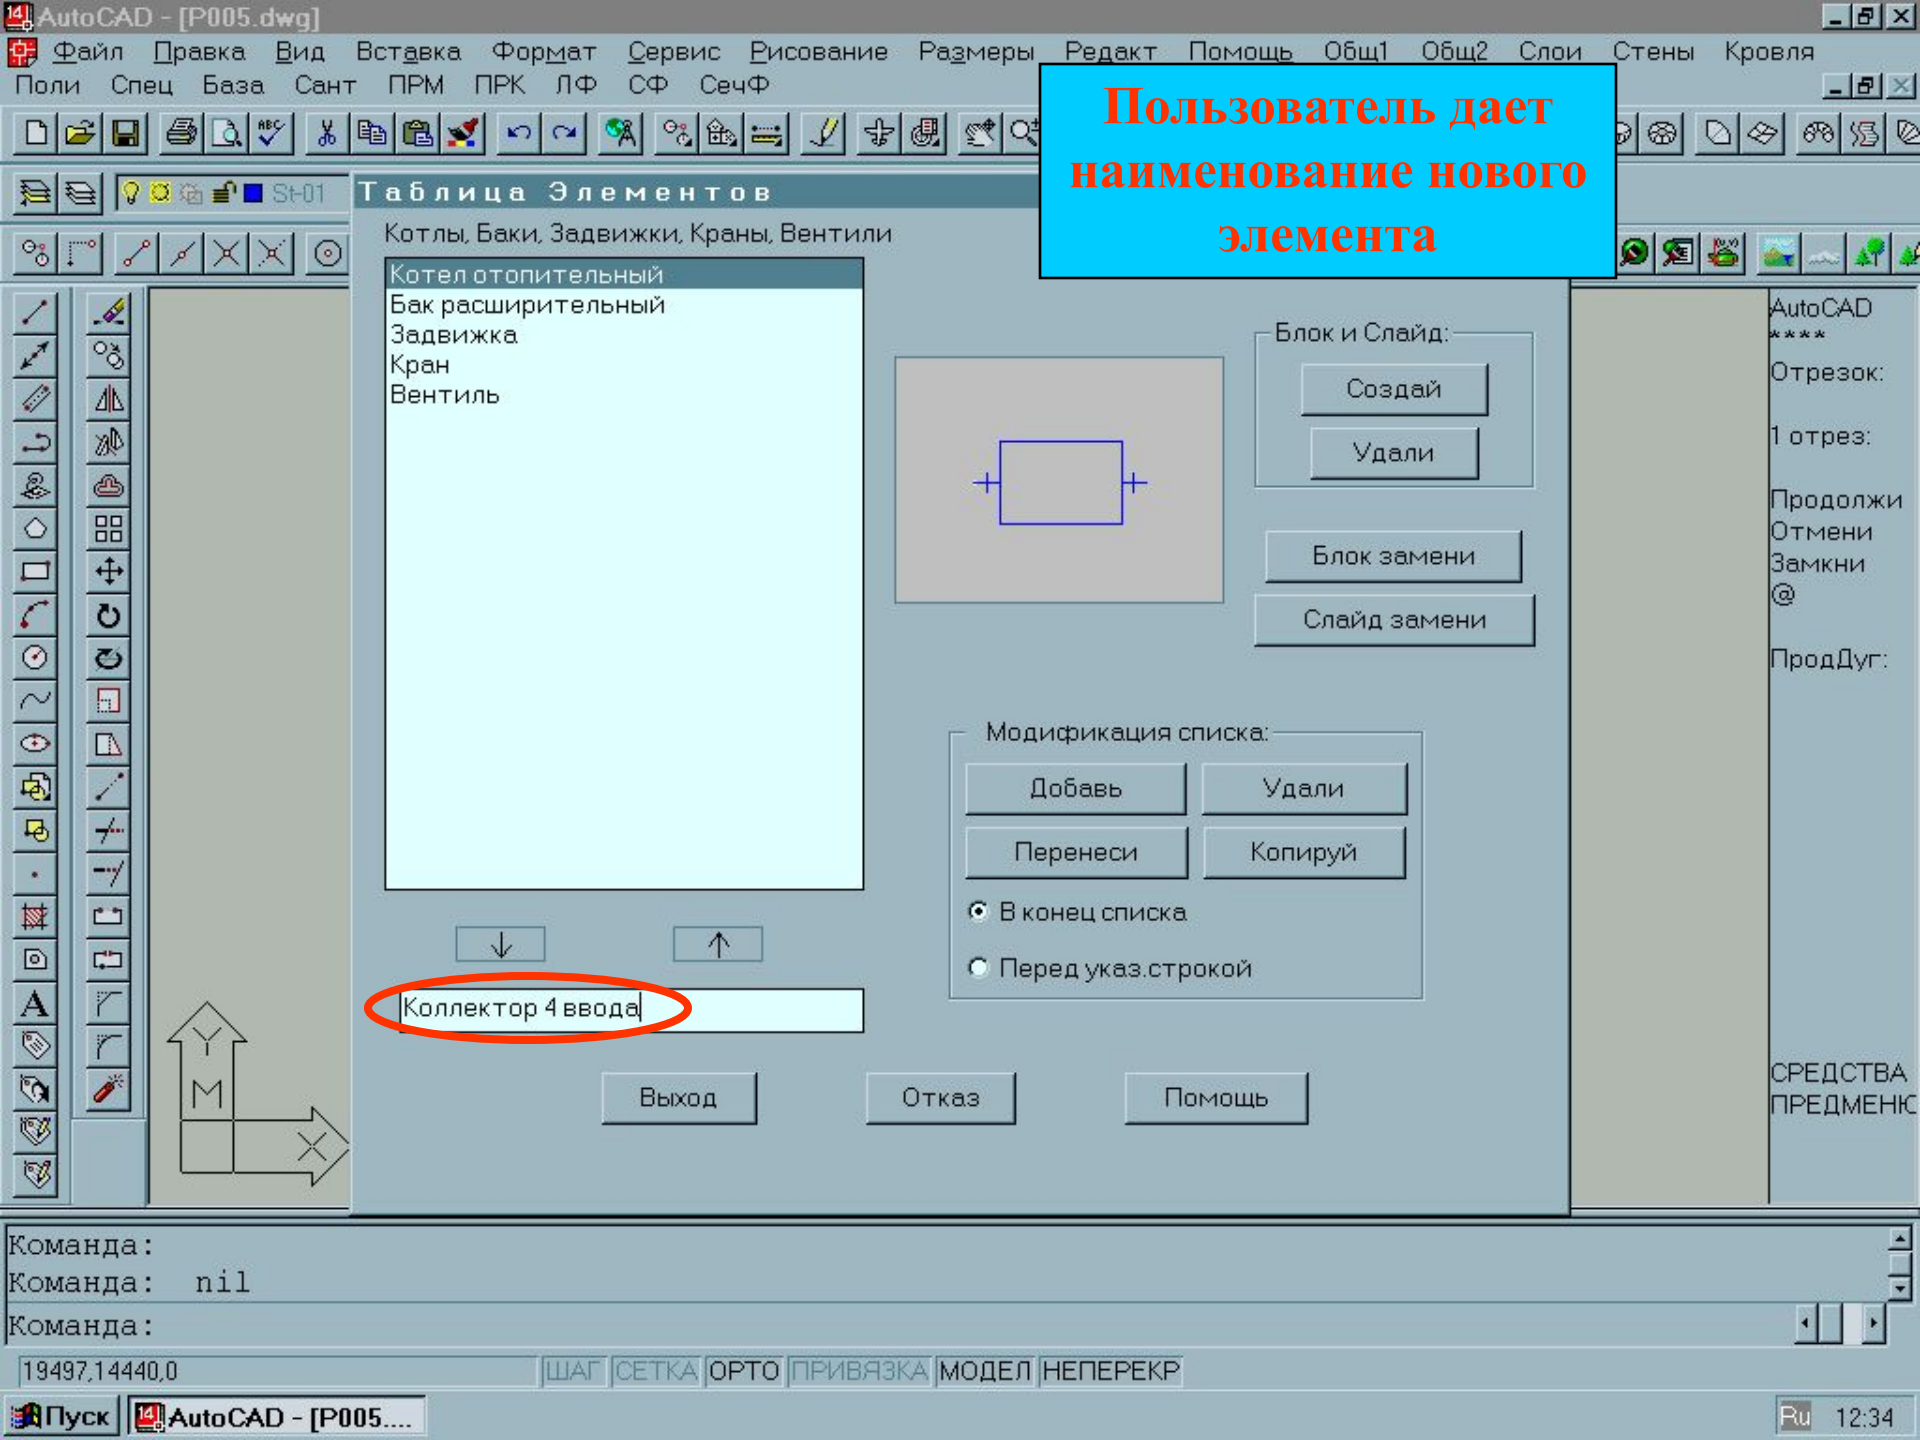 AutoCAD - [P005.dwg]
Файл Правка Вид Вставка Формат Сервис Рисование Размеры Редакт Помощь Общ1 Общ2 Слои Стены Кровля
Поли Спец База Сант ПРМ ПРК ЛФ СФ СечФ
Пользователь дает
наименование нового
элемента
St-01
Таблица Элементов
Котлы, Баки, Задвижки, Краны, Вентили
Котел отопительный
Бак расширительный
Задвижка
Кран
Вентиль
Блок и Слайд:
Создай
Удали
Блок замени
Слайд замени
Модификация списка:
Добавь Удали
Перенеси Копируй
В конец списка
Перед указ.строкой
Коллектор 4 ввода
Выход Отказ Помощь
AutoCAD
****
Отрезок:
1 отрез:
Продолжи
Отмени
Замкни
@
ПродДуг:
СРЕДСТВА
ПРЕДМЕНЮ
Y
M
X
Команда:
Команда: nil
Команда:
19497,14440,0 ШАГ СЕТКА ОРТО ПРИВЯЗКА МОДЕЛ НЕПЕРЕКР
Пуск AutoCAD - [P005.... Ru 12:34